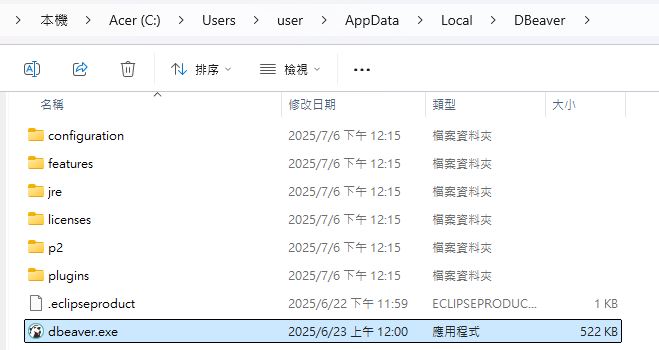 本機 > Acer (C:) > Users > user > AppData > Local > DBeaver >
排序 檢視 ...
名稱 修改日期 類型 大小
configuration 2025/7/6 下午 12:15 檔案資料夾
features 2025/7/6 下午 12:15 檔案資料夾
jre 2025/7/6 下午 12:15 檔案資料夾
licenses 2025/7/6 下午 12:15 檔案資料夾
p2 2025/7/6 下午 12:15 檔案資料夾
plugins 2025/7/6 下午 12:15 檔案資料夾
.eclipseproduct 2025/6/22 下午 11:59 ECLIPSEPRODUC... 1 KB
dbeaver.exe 2025/6/23 上午 12:00 應用程式 522 KB